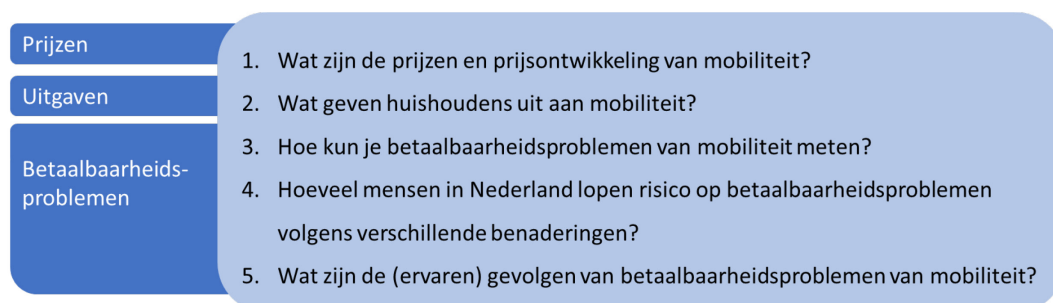 Prijzen
1. Wat zijn de prijzen en prijsontwikkeling van mobiliteit?
Uitgaven
2. Wat geven huishoudens uit aan mobiliteit?
Betaalbaarheids-
problemen
3. Hoe kun je betaalbaarheidsproblemen van mobiliteit meten?
4. Hoeveel mensen in Nederland lopen risico op betaalbaarheidsproblemen
volgens verschillende benaderingen?
5. Wat zijn de (ervaren) gevolgen van betaalbaarheidsproblemen van mobiliteit?